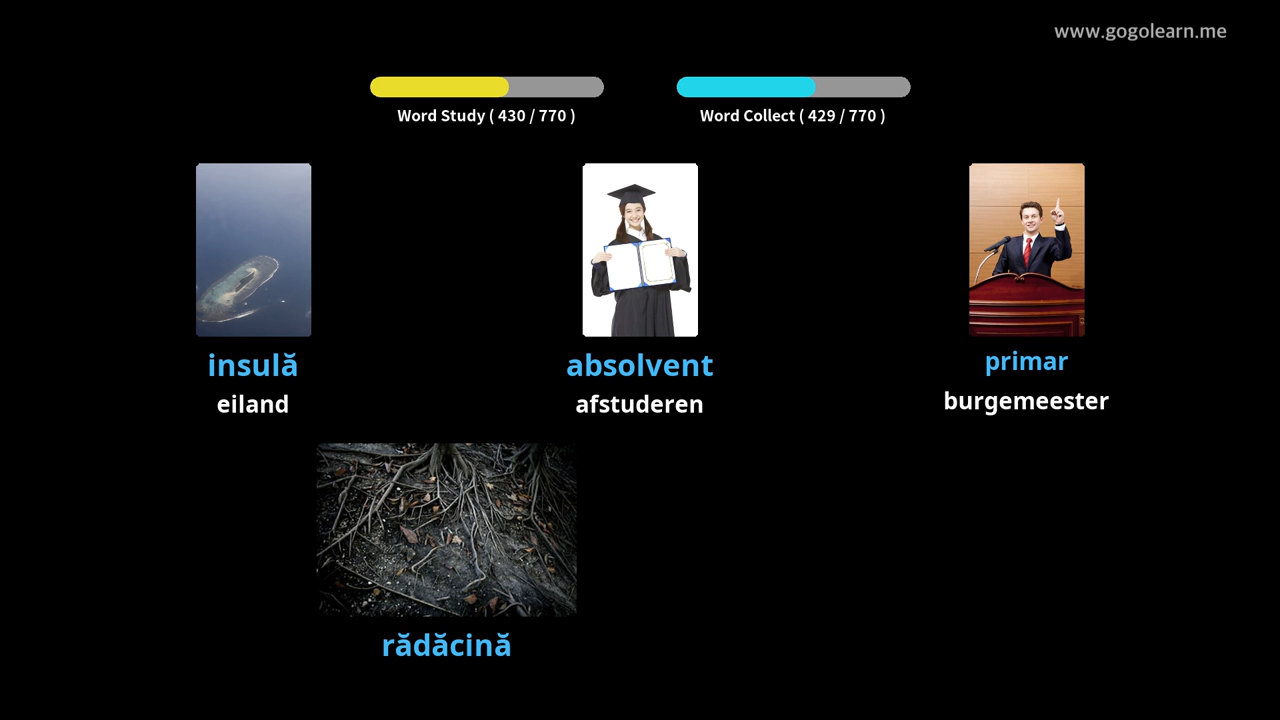 www.gogolearn.me
Word Study ( 430 / 770 )
Word Collect ( 429 / 770 )
insulă
eiland
absolvent
afstuderen
primar
burgemeester
rădăcină